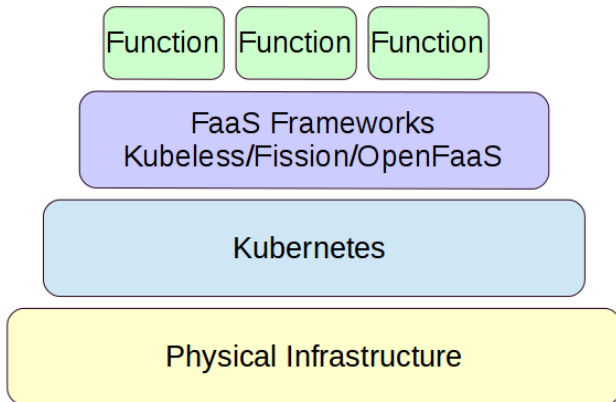 Function Function Function
FaaS Frameworks
Kubeless/Fission/OpenFaaS
Kubernetes
Physical Infrastructure